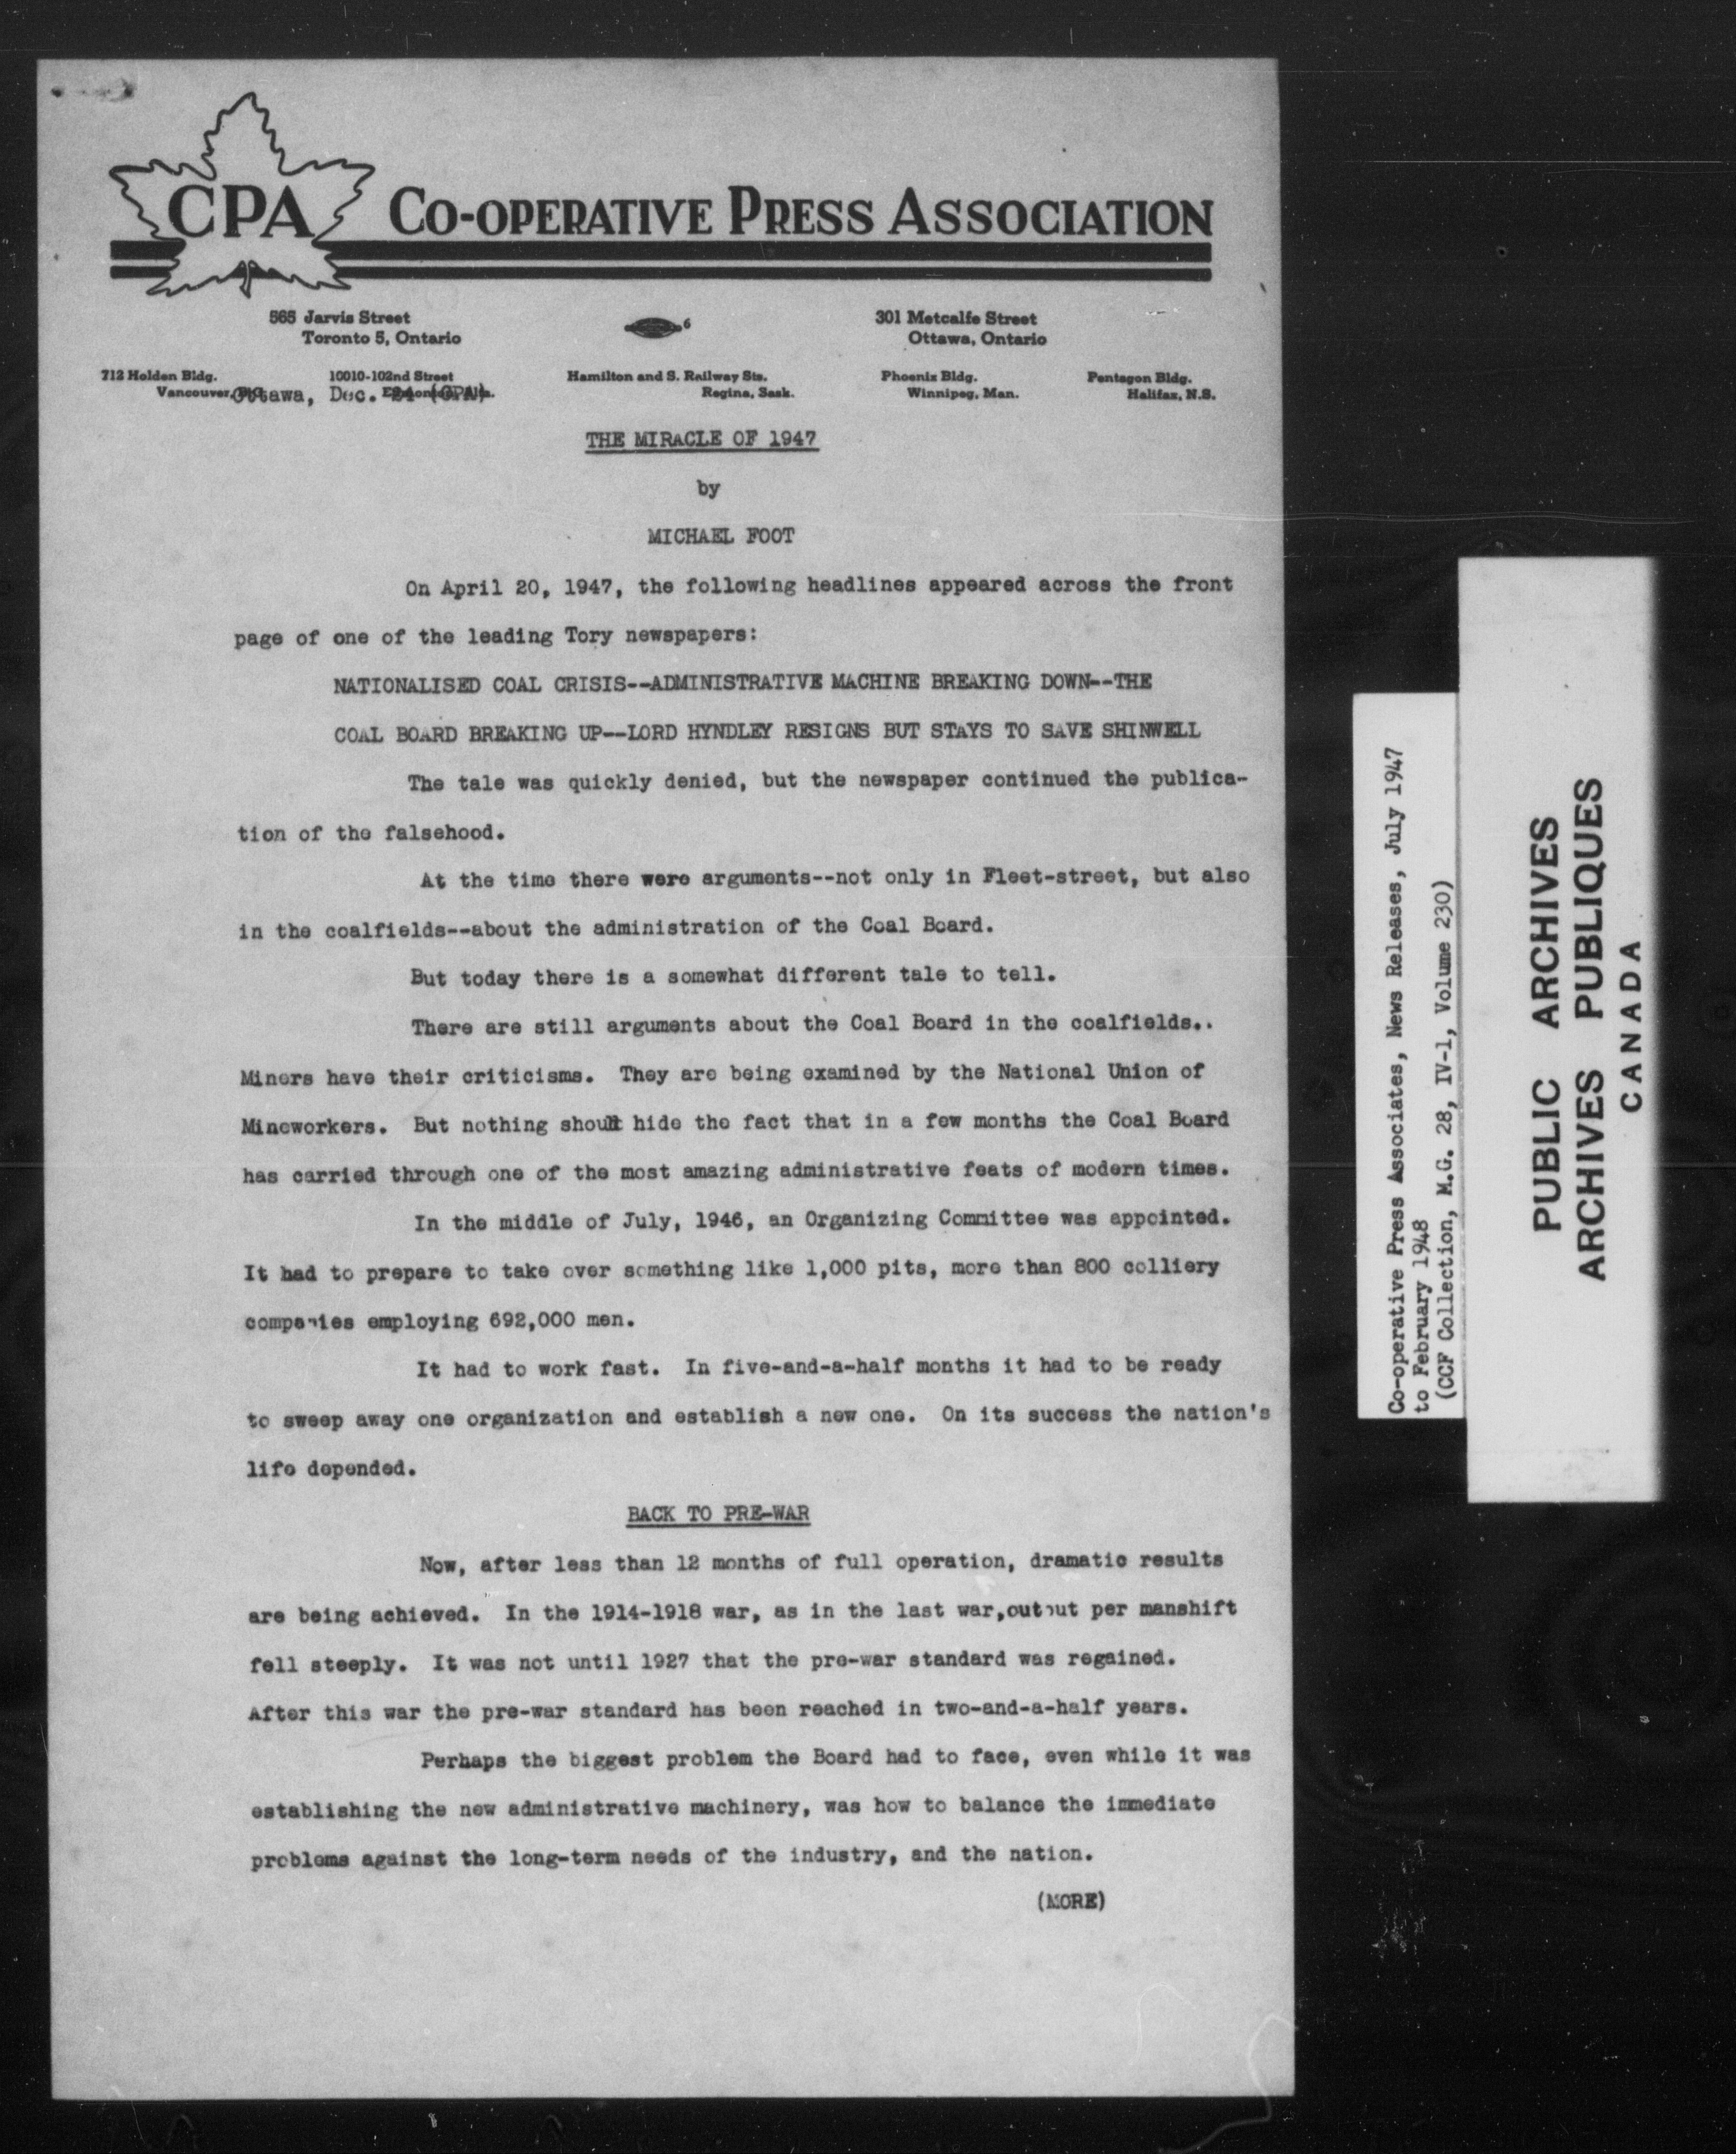 CPA CO-OPERATIVE PRESS ASSOCIATION
565 Jarvis Street
Toronto 5, Ontario
6
301 Metcalfe Street
Ottawa, Ontario
712 Holden Bldg.
Vancouver,
10010-102nd Street
Hamilton and S. Railway Sts.
Regina, Sask.
Phoenix Bldg.
Winnipeg, Man.
Pentagon Bldg.
Halifax, N.S.
Ottawa, Dec. (CPA)
THE MIRACLE OF 1947
by
MICHAEL FOOT
On April 20, 1947, the following headlines appeared across the front
page of one of the leading Tory newspapers:
NATIONALISED COAL CRISIS--ADMINISTRATIVE MACHINE BREAKING DOWN--THE
COAL BOARD BREAKING UP--LORD HYNDLEY RESIGNS BUT STAYS TO SAVE SHINWELL
The tale was quickly denied, but the newspaper continued the publica-
tion of the falsehood.
At the time there were arguments--not only in Fleet-street, but also
in the coalfields--about the administration of the Coal Board.
But today there is a somewhat different tale to tell.
There are still arguments about the Coal Board in the coalfields..
Miners have their criticisms. They are being examined by the National Union of
Mineworkers. But nothing should hide the fact that in a few months the Coal Board
has carried through one of the most amazing administrative feats of modern times.
In the middle of July, 1946, an Organizing Committee was appointed.
It had to prepare to take over something like 1,000 pits, more than 800 colliery
companies employing 692,000 men.
It had to work fast. In five-and-a-half months it had to be ready
to sweep away one organization and establish a new one. On its success the nation's
life depended.
BACK TO PRE-WAR
Now, after less than 12 months of full operation, dramatic results
are being achieved. In the 1914-1918 war, as in the last war,output per manshift
fell steeply. It was not until 1927 that the pre-war standard was regained.
After this war the pre-war standard has been reached in two-and-a-half years.
Perhaps the biggest problem the Board had to face, even while it was
establishing the new administrative machinery, was how to balance the immediate
problems against the long-term needs of the industry, and the nation.
(MORE)
Co-operative Press Associates, News Releases, July 1947
to February 1948
(CCF Collection, M.G. 28, IV-1, Volume 230)
PUBLIC ARCHIVES
ARCHIVES PUBLIQUES
CANADA